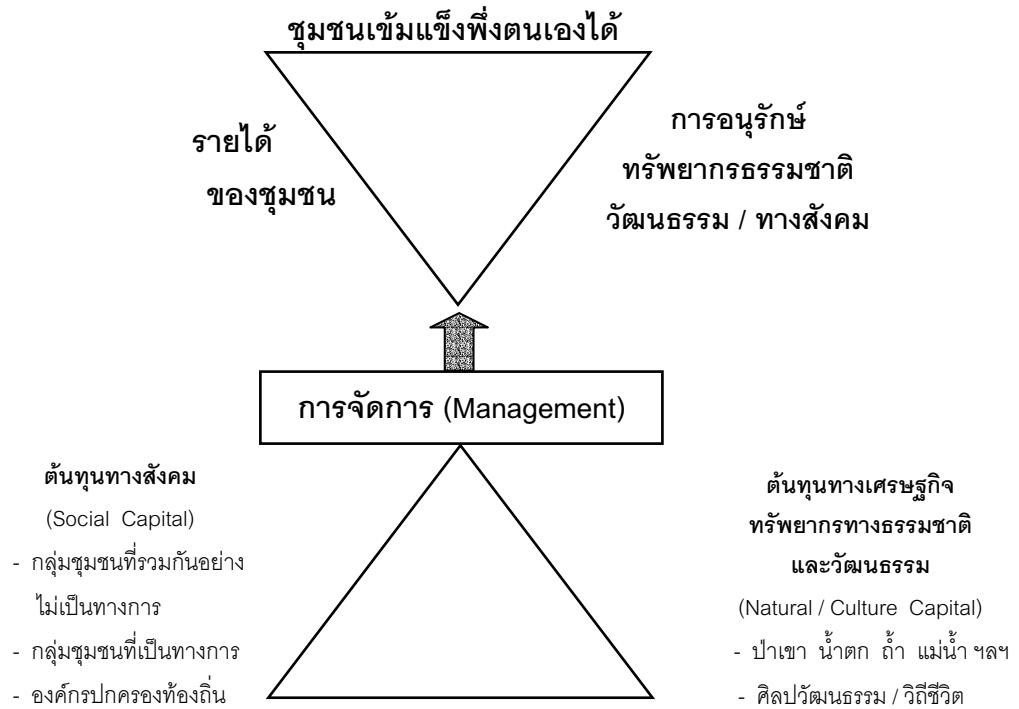 ชุมชนเข้มแข็งพึ่งตนเองได้
รายได้
ของชุมชน
การอนุรักษ์
ทรัพยากรธรรมชาติ
วัฒนธรรม / ทางสังคม
การจัดการ (Management)
ต้นทุนทางสังคม
(Social Capital)
- กลุ่มชุมชนที่รวมกันอย่าง
ไม่เป็นทางการ
- กลุ่มชุมชนที่เป็นทางการ
- องค์กรปกครองท้องถิ่น
ต้นทุนทางเศรษฐกิจ
ทรัพยากรทางธรรมชาติ
และวัฒนธรรม
(Natural / Culture Capital)
- ป่าเขา น้ำตก ถ้ำ แม่น้ำ ฯลฯ
- ศิลปวัฒนธรรม / วิถีชีวิต